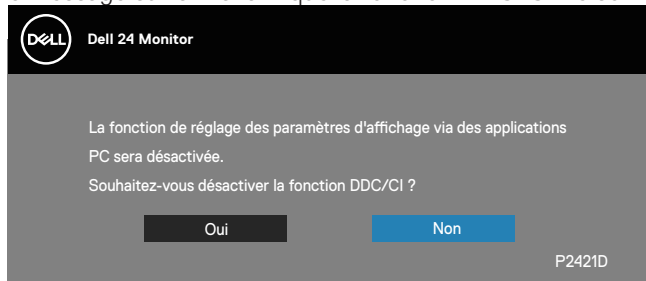 DELL
Dell 24 Monitor
La fonction de réglage des paramètres d'affichage via des applications
PC sera désactivée.
Souhaitez-vous désactiver la fonction DDC/CI ?
Oui
Non
P2421D